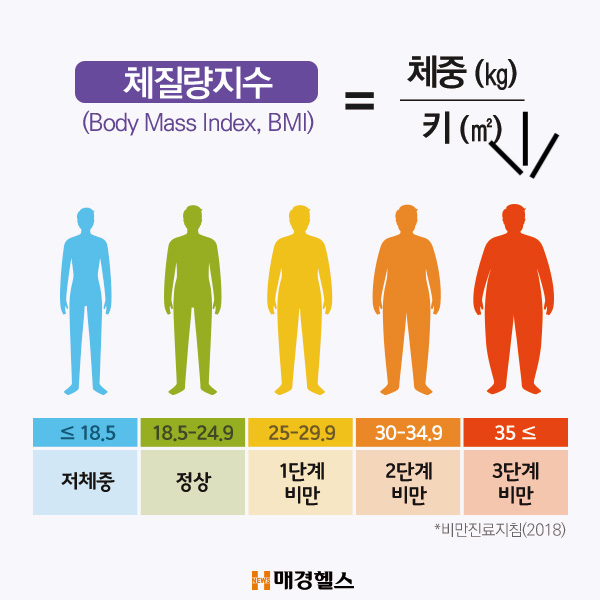 체질량지수
(Body Mass Index, BMI)
=
체중 (kg)
키 (㎡)
≤ 18.5
18.5-24.9
25-29.9
30-34.9
35 ≤
저체중
정상
1단계
비만
2단계
비만
3단계
비만
*비만진료지침(2018)
NEWS 매경헬스